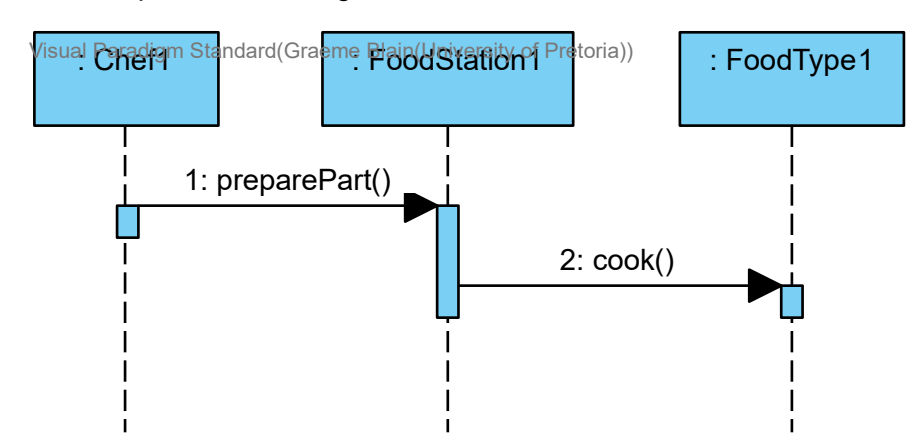 Visual Paradigm Standard(Graeme Blain(University of Pretoria))
: Chef1
: FoodStation1
: FoodType1
1: preparePart()
2: cook()